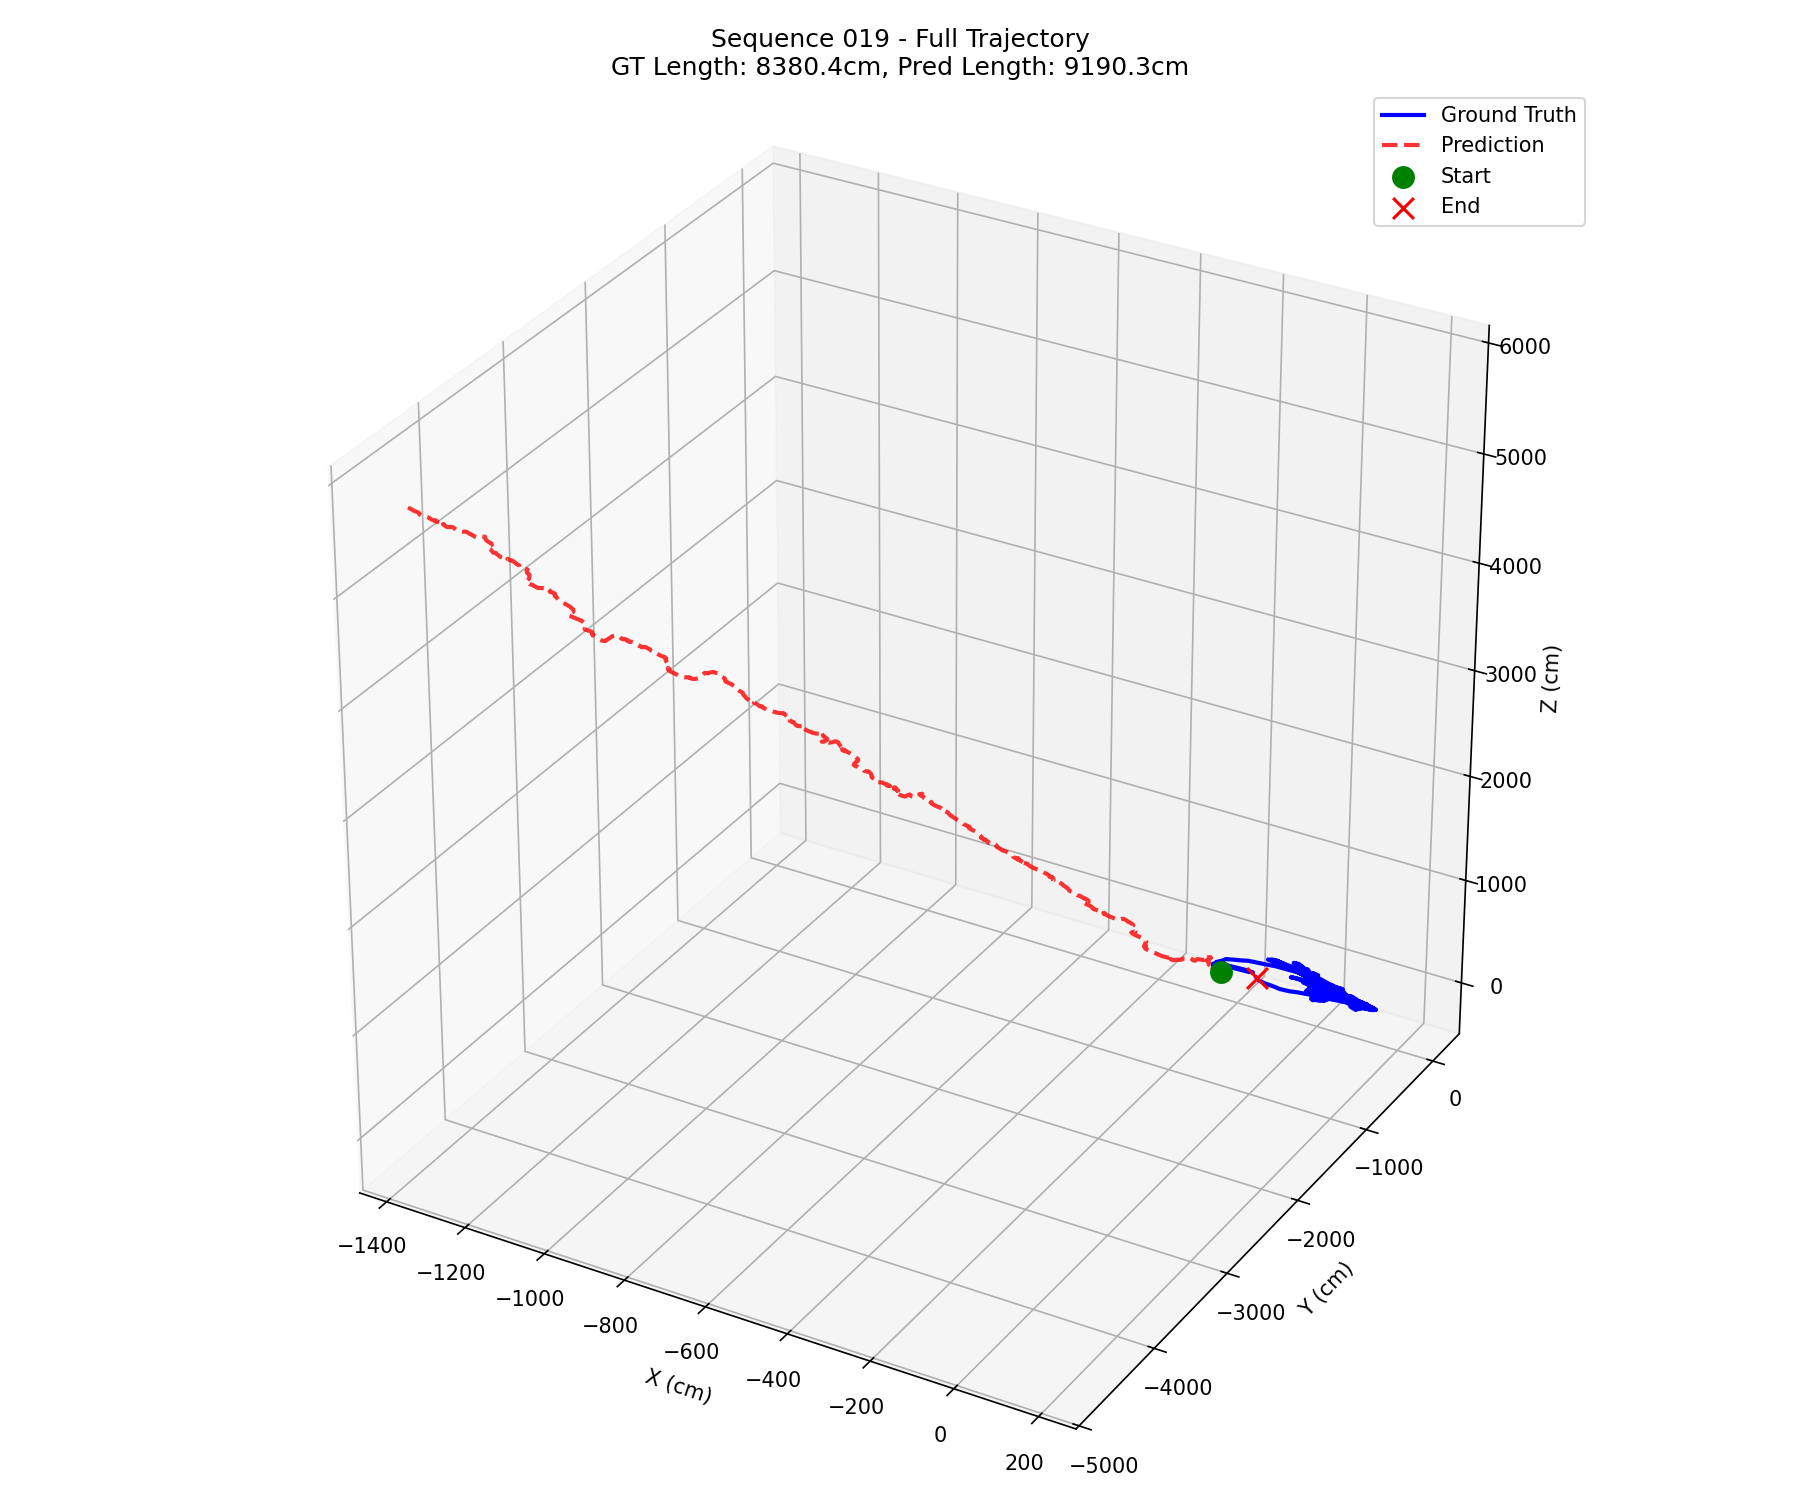 Sequence 019 - Full Trajectory
GT Length: 8380.4cm, Pred Length: 9190.3cm
Ground Truth
Prediction
Start
End
6000
5000
4000
3000
2000
1000
0
Z (cm)
0
−1000
−2000
−3000
−4000
−5000
Y (cm)
−1400
−1200
−1000
−800
−600
−400
−200
0
200
X (cm)